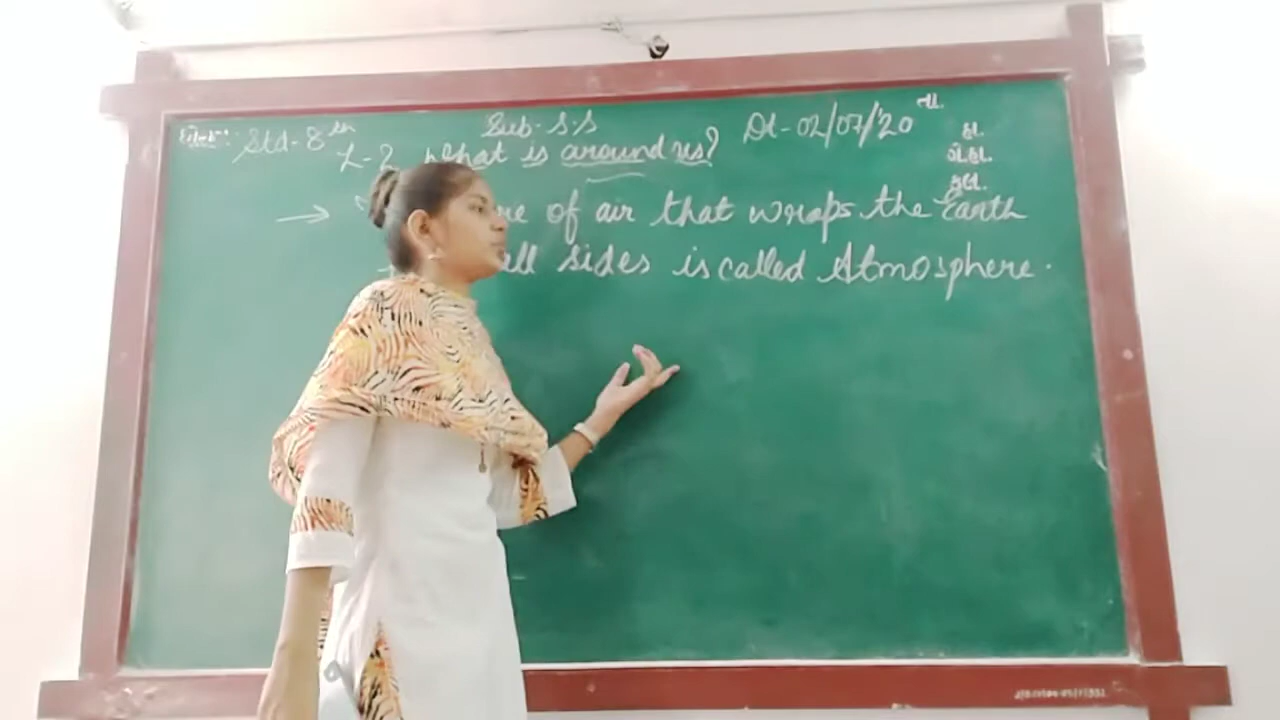 Std-8th Sub-S.S Dt-02/07/'20 તા.
L-2 What is around us?
હા.
ગે.હા.
કુલ.
→ of air that wraps the Earth
all sides is called Atmosphere.